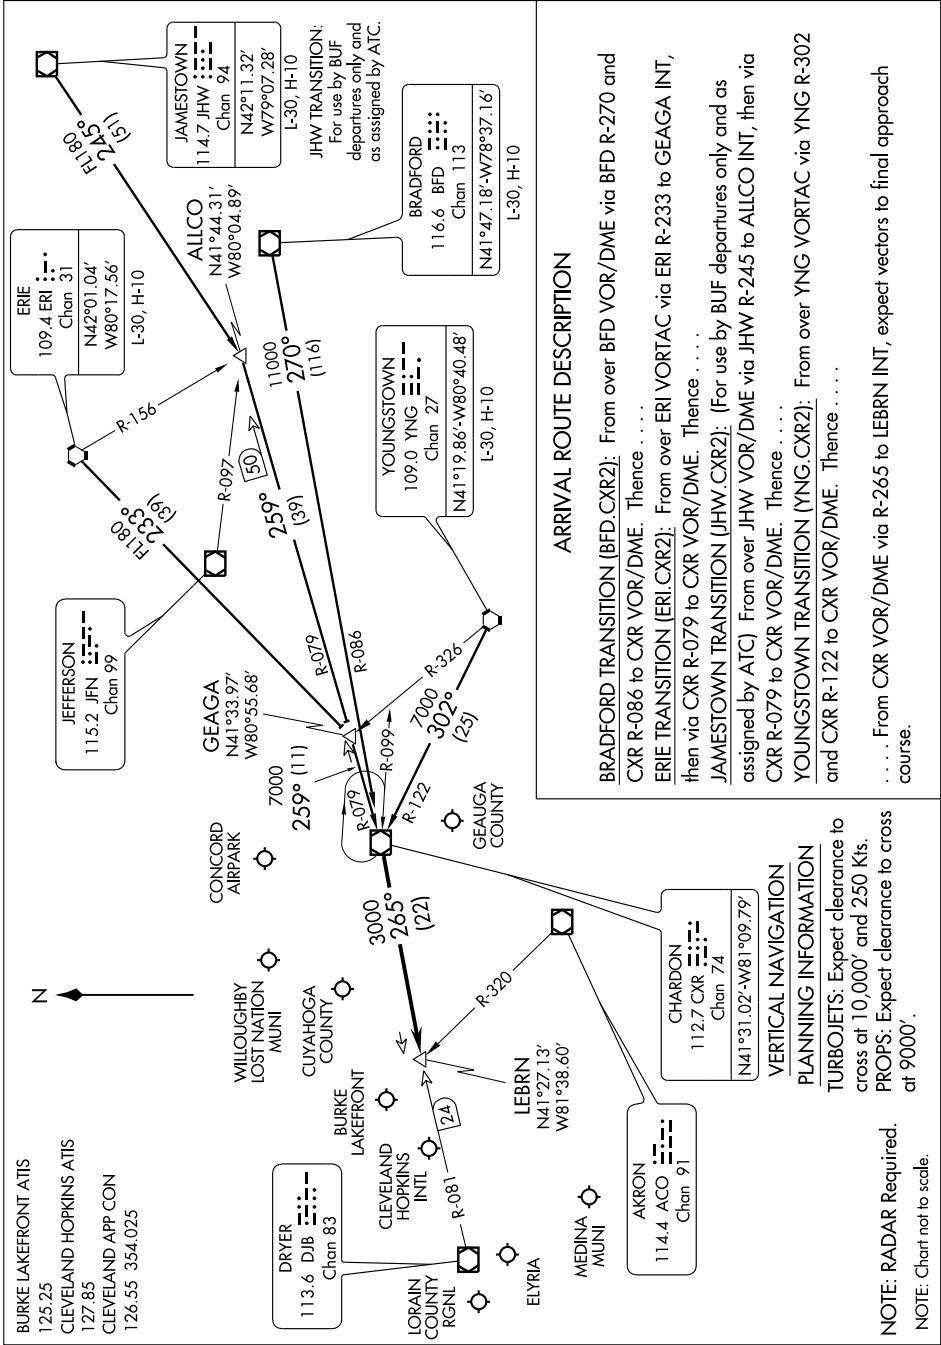 BURKE LAKEFRONT ATIS
125.25
CLEVELAND HOPKINS ATIS
127.85
CLEVELAND APP CON
126.55 354.025
N
JAMESTOWN
114.7 JHW
Chan 94
N42°11.32'
W79°07.28'
L-30, H-10
JHW TRANSITION:
For use by BUF
departures only and
as assigned by ATC.
FL180
245°
(51)
ERIE
109.4 ERI
Chan 31
N42°01.04'
W80°17.56'
L-30, H-10
ALLCO
N41°44.31'
W80°04.89'
BRADFORD
116.6 BFD
Chan 113
N41°47.18'-W78°37.16'
L-30, H-10
R-156
R-097
50
FL180
233°
(39)
259°
(39)
11000
270°
(116)
JEFFERSON
115.2 JFN
Chan 99
YOUNGSTOWN
109.0 YNG
Chan 27
N41°19.86'-W80°40.48'
L-30, H-10
R-079
R-086
GEAGA
N41°33.97'
W80°55.68'
R-326
7000
302°
(25)
7000
259° (11)
R-099
R-079
R-122
GEAUGA
COUNTY
CONCORD
AIRPARK
WILLOUGHBY
LOST NATION
MUNI
CUYAHOGA
COUNTY
3000
265°
(22)
CHARDON
112.7 CXR
Chan 74
N41°31.02'-W81°09.79'
R-320
BURKE
LAKEFRONT
LEBRN
N41°27.13'
W81°38.60'
24
CLEVELAND
HOPKINS
INTL
R-081
AKRON
114.4 ACO
Chan 91
DRYER
113.6 DJB
Chan 83
LORAIN
COUNTY
RGNL
ELYRIA
MEDINA
MUNI
VERTICAL NAVIGATION
PLANNING INFORMATION
TURBOJETS: Expect clearance to
cross at 10,000' and 250 Kts.
PROPS: Expect clearance to cross
at 9000'.
NOTE: RADAR Required.
NOTE: Chart not to scale.
ARRIVAL ROUTE DESCRIPTION
BRADFORD TRANSITION (BFD.CXR2): From over BFD VOR/DME via BFD R-270 and
CXR R-086 to CXR VOR/DME. Thence . . . .
ERIE TRANSITION (ERI.CXR2): From over ERI VORTAC via ERI R-233 to GEAGA INT,
then via CXR R-079 to CXR VOR/DME. Thence . . . .
JAMESTOWN TRANSITION (JHW.CXR2): (For use by BUF departures only and as
assigned by ATC) From over JHW VOR/DME via JHW R-245 to ALLCO INT, then via
CXR R-079 to CXR VOR/DME. Thence . . . .
YOUNGSTOWN TRANSITION (YNG.CXR2): From over YNG VORTAC via YNG R-302
and CXR R-122 to CXR VOR/DME. Thence . . . .
. . . . From CXR VOR/DME via R-265 to LEBRN INT, expect vectors to final approach
course.